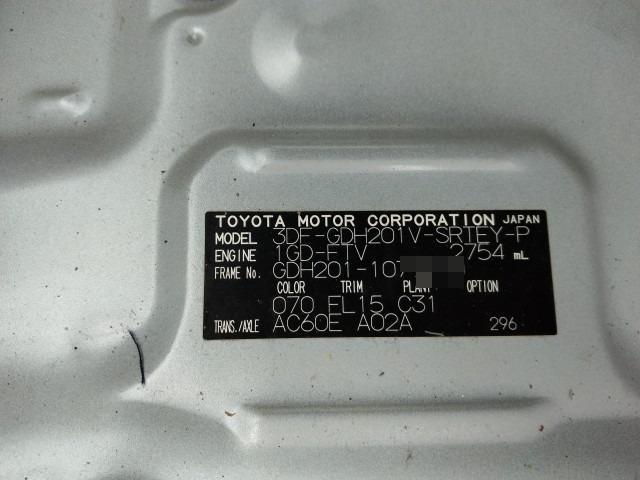 TOYOTA MOTOR CORPORATION JAPAN
MODEL 3DF-GDH201V-SRTEY-P
ENGINE 1GD-FTV 2754 mL
FRAME No. GDH201-107
COLOR TRIM PLANT OPTION
070 FL15 C31
TRANS./AXLE AC60E A02A 296